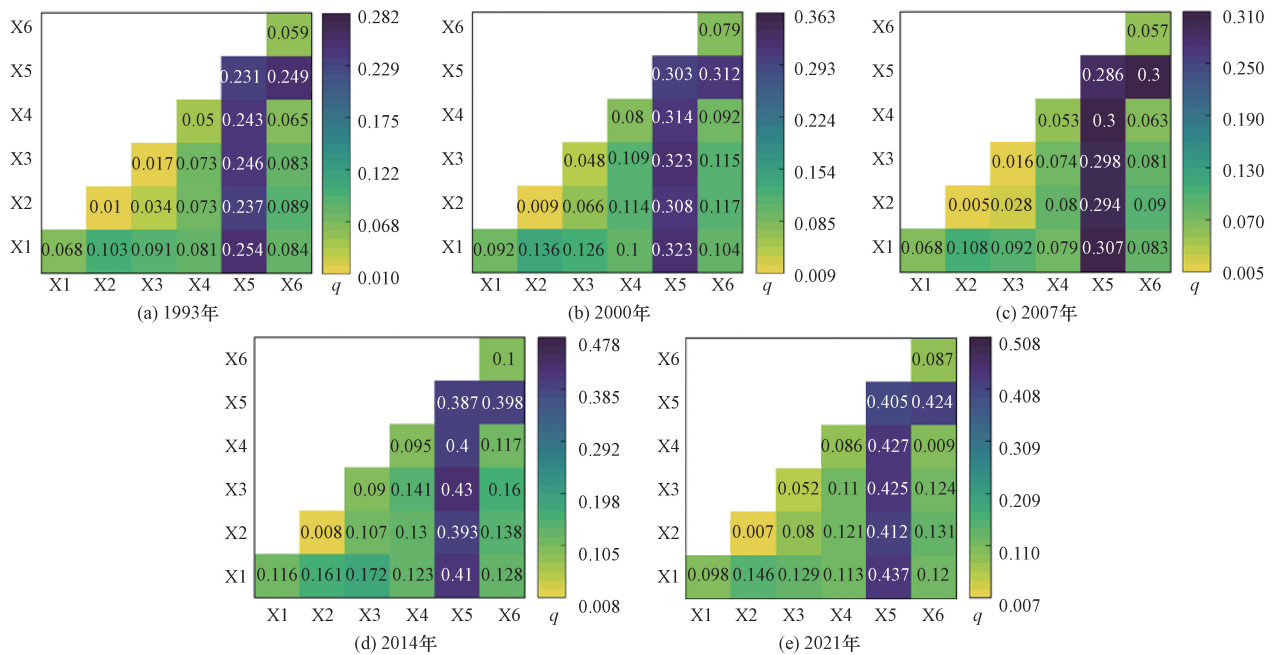 X6 0.059 0.282
X5 0.231 0.249 0.229
X4 0.05 0.243 0.065 0.175
X3 0.017 0.073 0.246 0.083 0.122
X2 0.01 0.034 0.073 0.237 0.089 0.068
X1 0.068 0.103 0.091 0.081 0.254 0.084 0.010
X1 X2 X3 X4 X5 X6 q
(a) 1993年
X6 0.079 0.363
X5 0.303 0.312 0.293
X4 0.08 0.314 0.092 0.224
X3 0.048 0.109 0.323 0.115 0.154
X2 0.009 0.066 0.114 0.308 0.117 0.085
X1 0.092 0.136 0.126 0.1 0.323 0.104 0.009
X1 X2 X3 X4 X5 X6 q
(b) 2000年
X6 0.057 0.310
X5 0.286 0.3 0.250
X4 0.053 0.3 0.063 0.190
X3 0.016 0.074 0.298 0.081 0.130
X2 0.005 0.028 0.08 0.294 0.09 0.070
X1 0.068 0.108 0.092 0.079 0.307 0.083 0.005
X1 X2 X3 X4 X5 X6 q
(c) 2007年
X6 0.1 0.478
X5 0.387 0.398 0.385
X4 0.095 0.4 0.117 0.292
X3 0.09 0.141 0.43 0.16 0.198
X2 0.008 0.107 0.13 0.393 0.138 0.105
X1 0.116 0.161 0.172 0.123 0.41 0.128 0.008
X1 X2 X3 X4 X5 X6 q
(d) 2014年
X6 0.087 0.508
X5 0.405 0.424 0.408
X4 0.086 0.427 0.009 0.309
X3 0.052 0.11 0.425 0.124 0.209
X2 0.007 0.08 0.121 0.412 0.131 0.110
X1 0.098 0.146 0.129 0.113 0.437 0.12 0.007
X1 X2 X3 X4 X5 X6 q
(e) 2021年